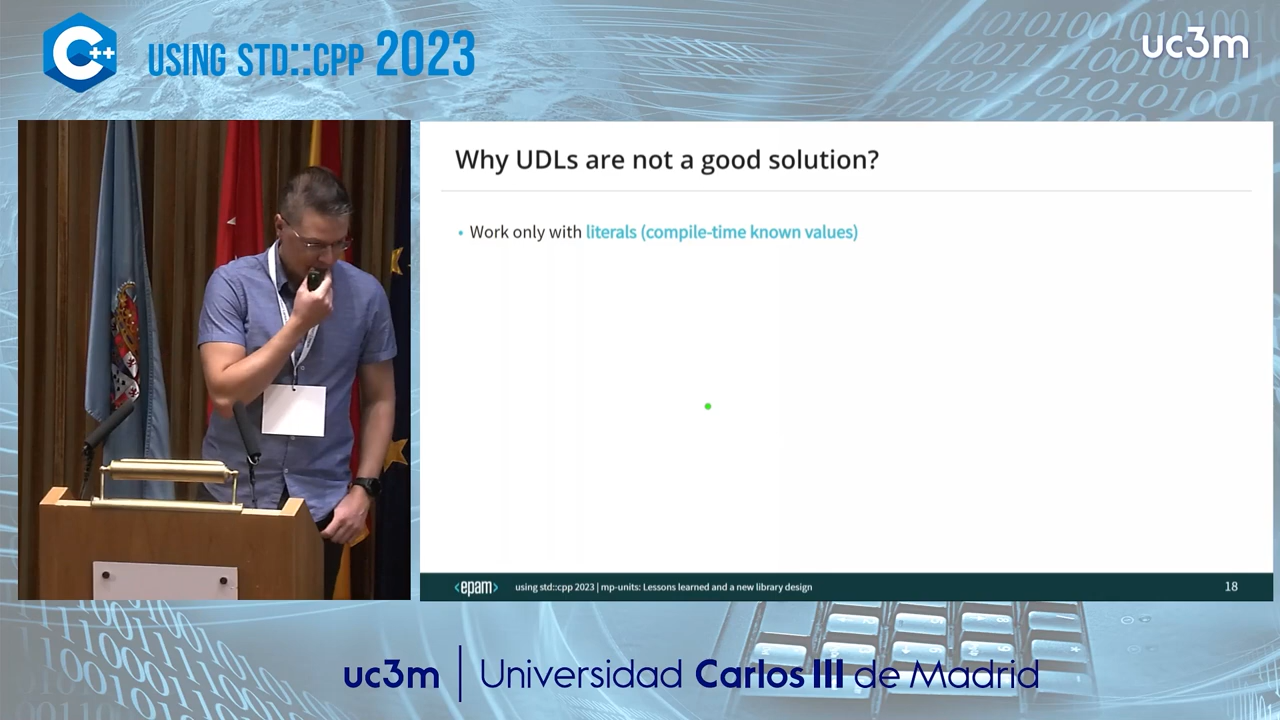 C++
USING STD::CPP 2023
uc3m
Why UDLs are not a good solution?
• Work only with literals (compile-time known values)
<epam>
using std::cpp 2023 | mp-units: Lessons learned and a new library design
18
uc3m | Universidad Carlos III de Madrid